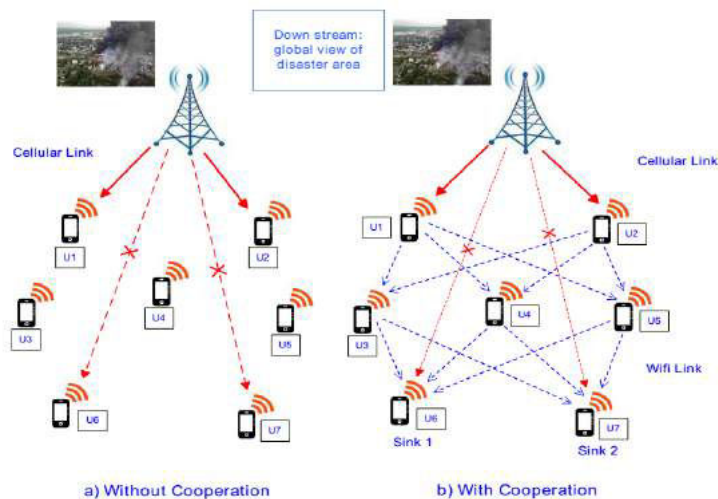 Down stream:
global view of
disaster area
Cellular Link
U1
U2
U3
U4
U5
U6
U7
a) Without Cooperation
Cellular Link
U1
U2
U3
U4
U5
Wifi Link
U6
Sink 1
U7
Sink 2
b) With Cooperation